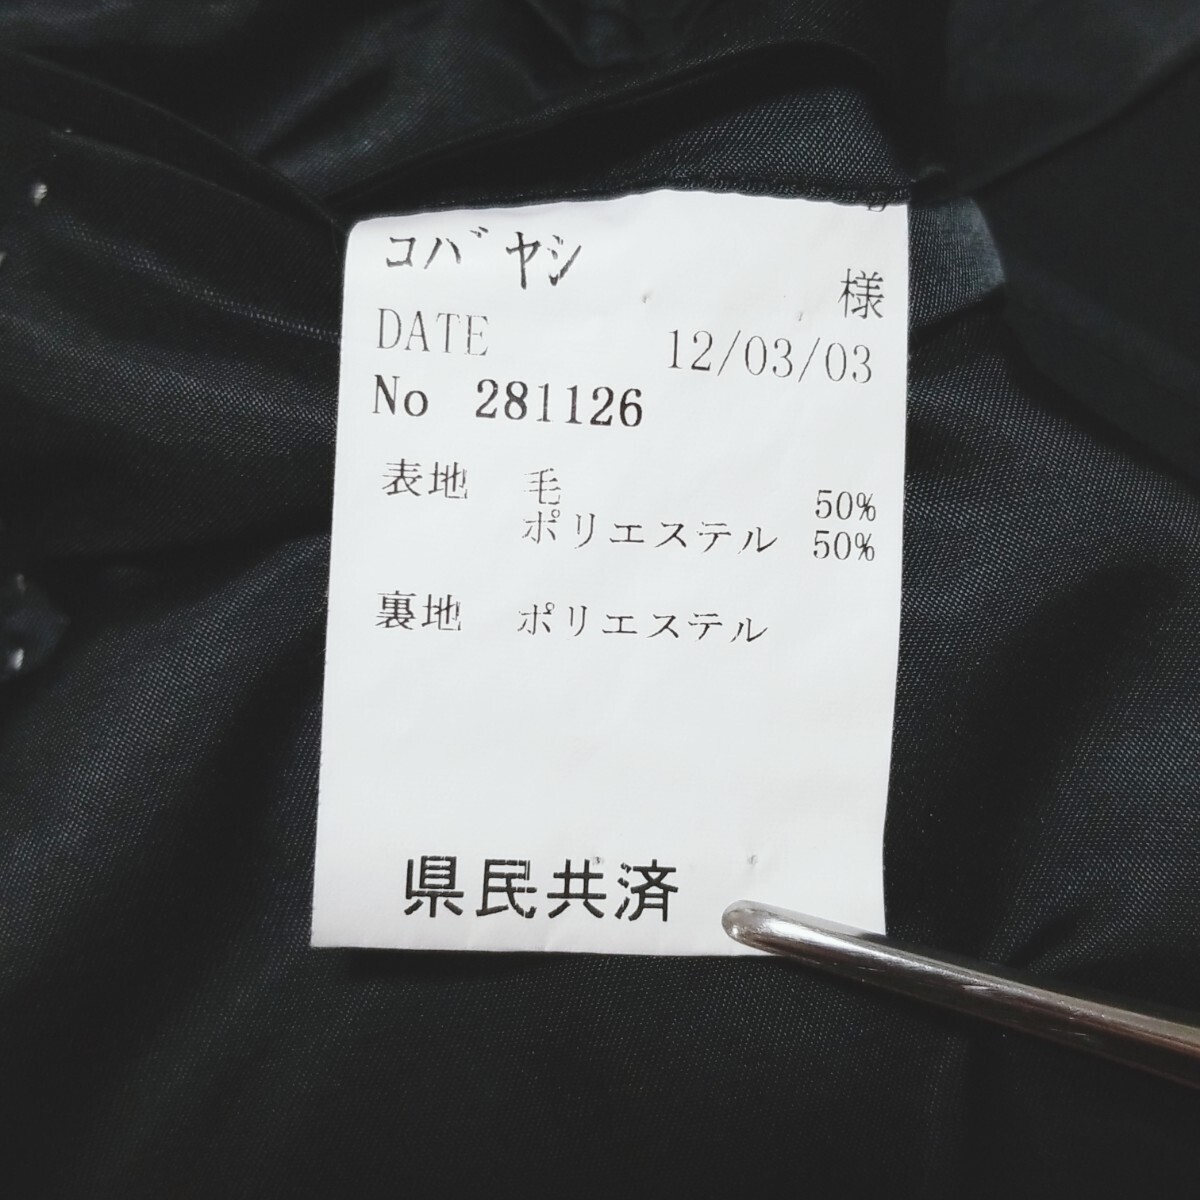 コバヤシ 様
DATE 12/03/03
No 281126
表地 毛 50%
ポリエステル 50%
裏地 ポリエステル
県民共済